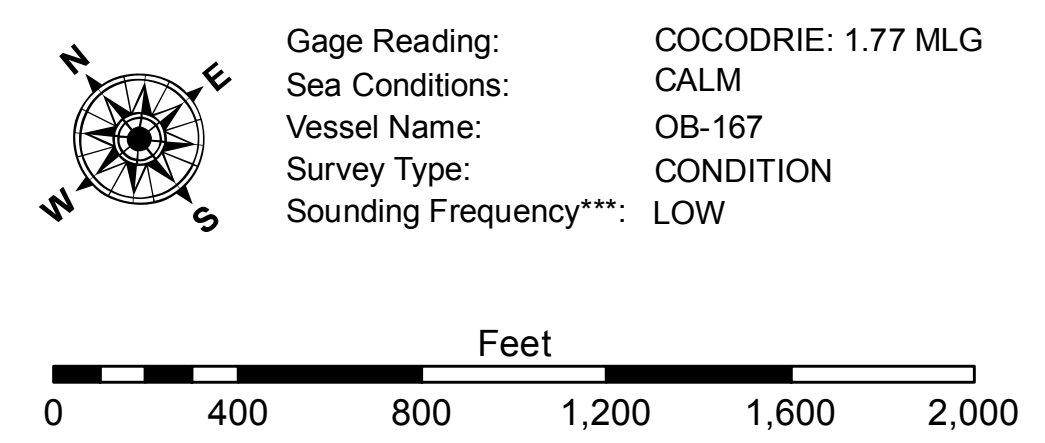 N
E
W
S
Gage Reading: COCODRIE: 1.77 MLG
Sea Conditions: CALM
Vessel Name: OB-167
Survey Type: CONDITION
Sounding Frequency***: LOW
Feet
0 400 800 1,200 1,600 2,000